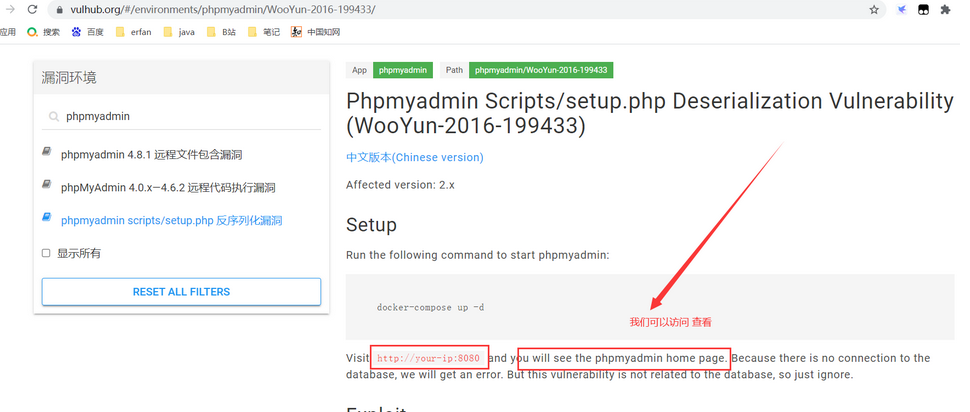 vulhub.org/#/environments/phpmyadmin/WooYun-2016-199433/
应用 搜索 百度 erfan java B站 笔记 中国知网
漏洞环境
phpmyadmin
phpmyadmin 4.8.1 远程文件包含漏洞
phpMyAdmin 4.0.x—4.6.2 远程代码执行漏洞
phpmyadmin scripts/setup.php 反序列化漏洞
显示所有
RESET ALL FILTERS
App phpmyadmin Path phpmyadmin/WooYun-2016-199433
Phpmyadmin Scripts/setup.php Deserialization Vulnerability
(WooYun-2016-199433)
中文版本(Chinese version)
Affected version: 2.x
Setup
Run the following command to start phpmyadmin:
docker-compose up -d
我们可以访问 查看
Visit http://your-ip:8080 and you will see the phpmyadmin home page. Because there is no connection to the
database, we will get an error. But this vulnerability is not related to the database, so just ignore.
Exploit